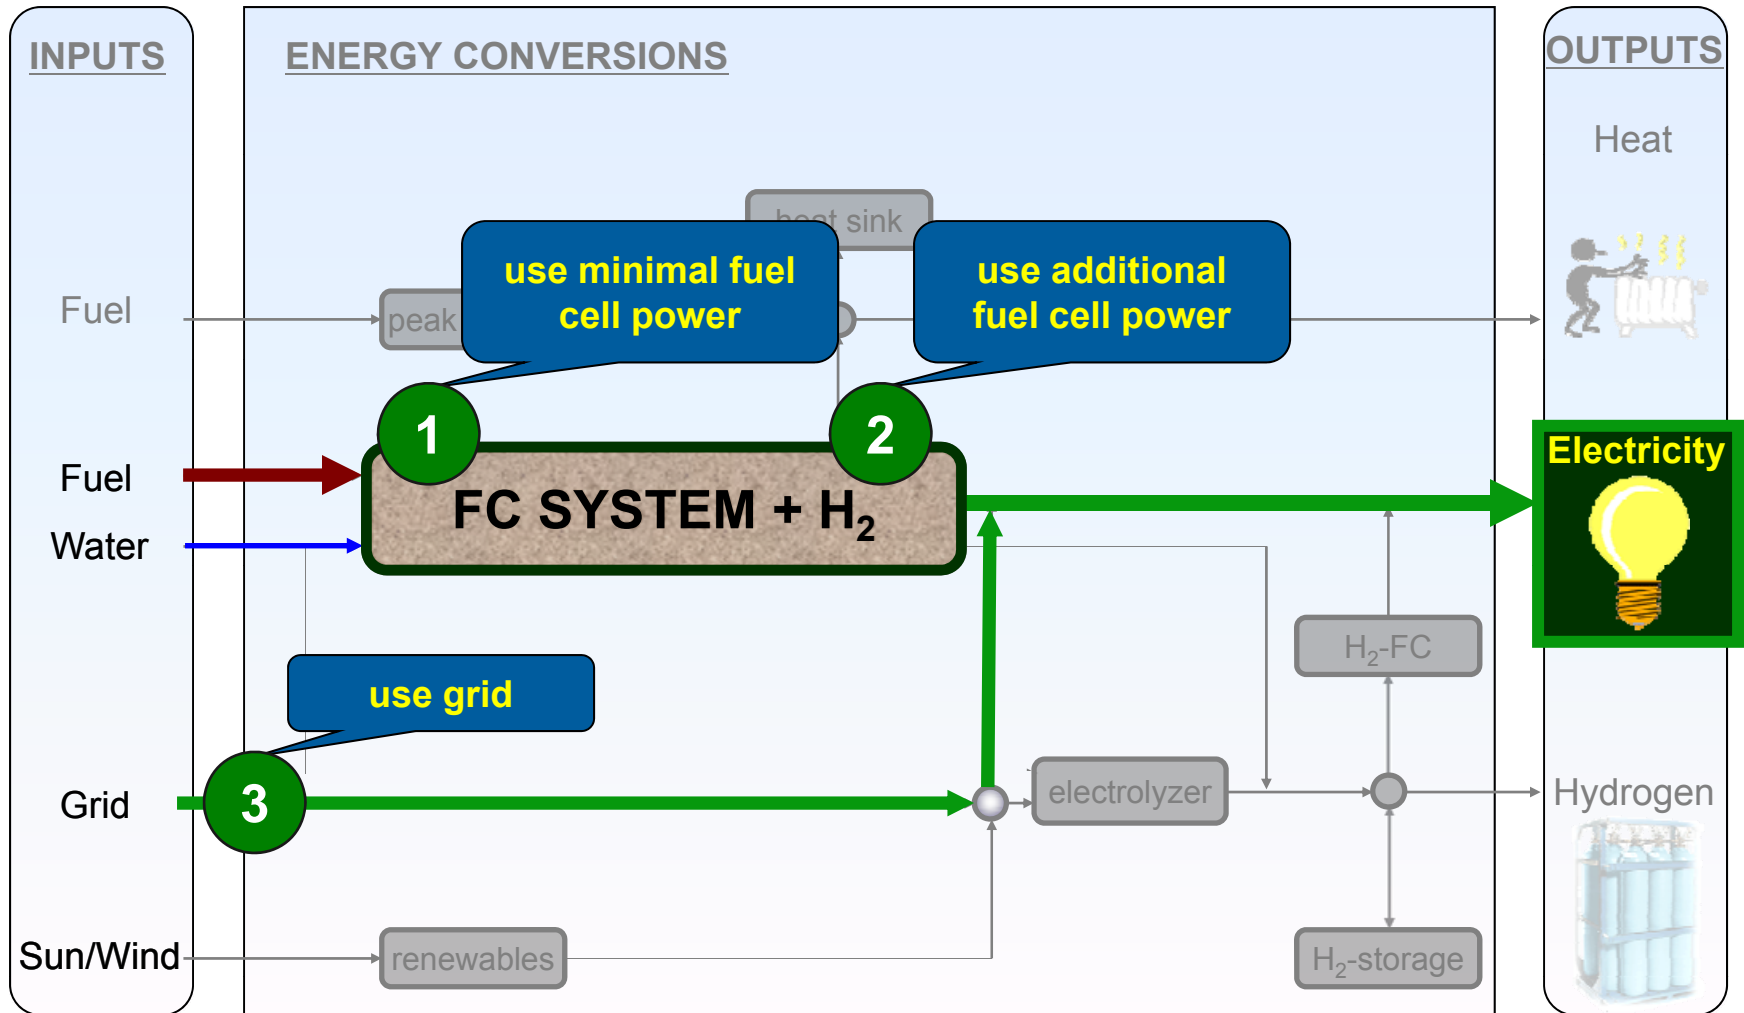 INPUTS
ENERGY CONVERSIONS
OUTPUTS
Heat
heat sink
use minimal fuel
cell power
use additional
fuel cell power
Fuel
peak
1
2
Electricity
Fuel
FC SYSTEM + H₂
Water
H₂-FC
use grid
Grid
3
electrolyzer
Hydrogen
Sun/Wind
renewables
H₂-storage